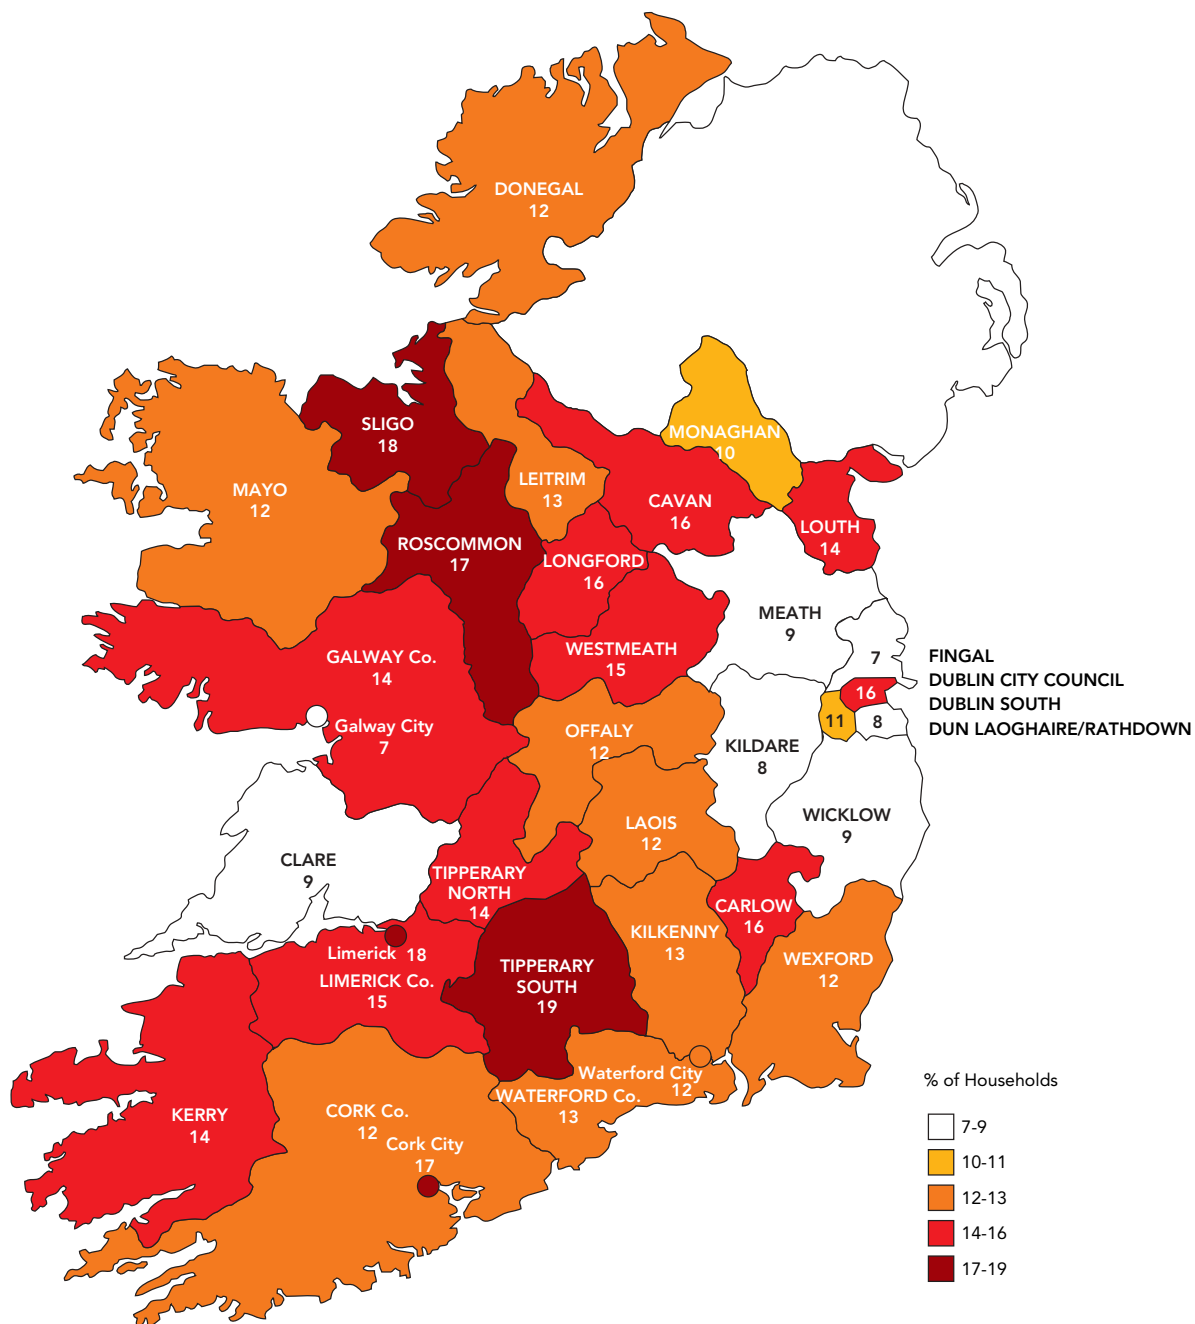 DONEGAL
12
SLIGO
18
MONAGHAN
10
MAYO
12
LEITRIM
13
CAVAN
16
LOUTH
14
ROSCOMMON
17
LONGFORD
16
MEATH
9
GALWAY Co.
14
WESTMEATH
15
7
FINGAL
DUBLIN CITY COUNCIL
16
DUBLIN SOUTH
11
8
DUN LAOGHAIRE/RATHDOWN
Galway City
7
OFFALY
12
KILDARE
8
WICKLOW
9
LAOIS
12
CLARE
9
TIPPERARY
NORTH
14
CARLOW
16
KILKENNY
13
Limerick 18
LIMERICK Co.
15
TIPPERARY
SOUTH
19
WEXFORD
12
Waterford City
12
WATERFORD Co.
13
KERRY
14
CORK Co.
12
Cork City
17
% of Households
7-9
10-11
12-13
14-16
17-19